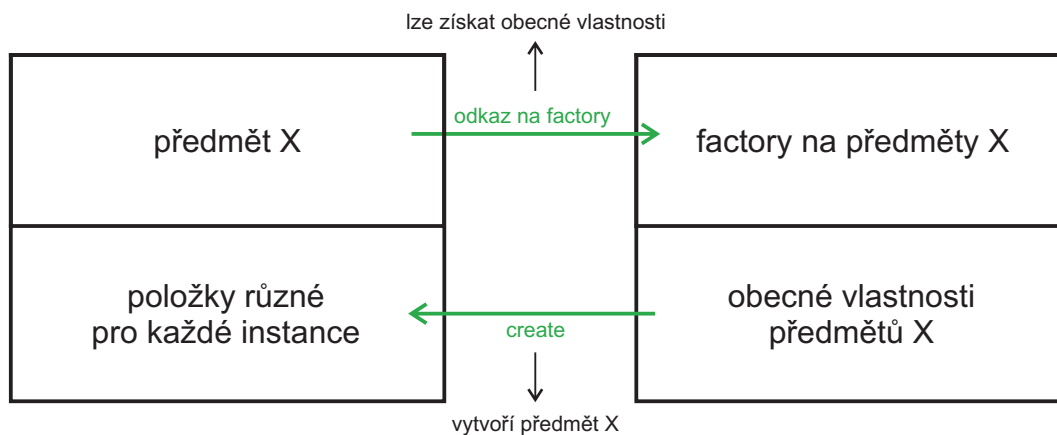 lze získat obecné vlastnosti
odkaz na factory
předmět X
factory na předměty X
položky různé
pro každé instance
obecné vlastnosti
předmětů X
create
vytvoří předmět X